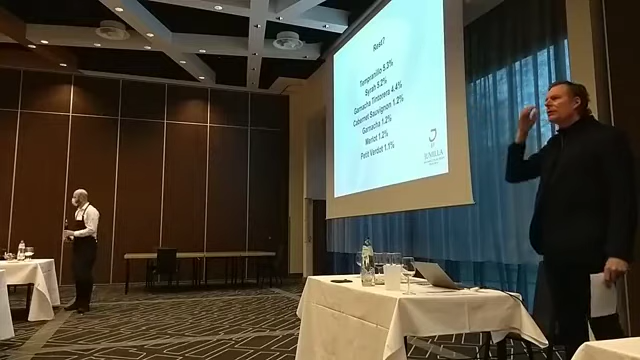 Rest?
Tempranillo 5.3%
Syrah 5.2%
Garnacha Tintorera 4.4%
Cabernet Sauvignon 1.2%
Garnacha 1.2%
Merlot 1.2%
Petit Verdot 1.1%
JUMILLA